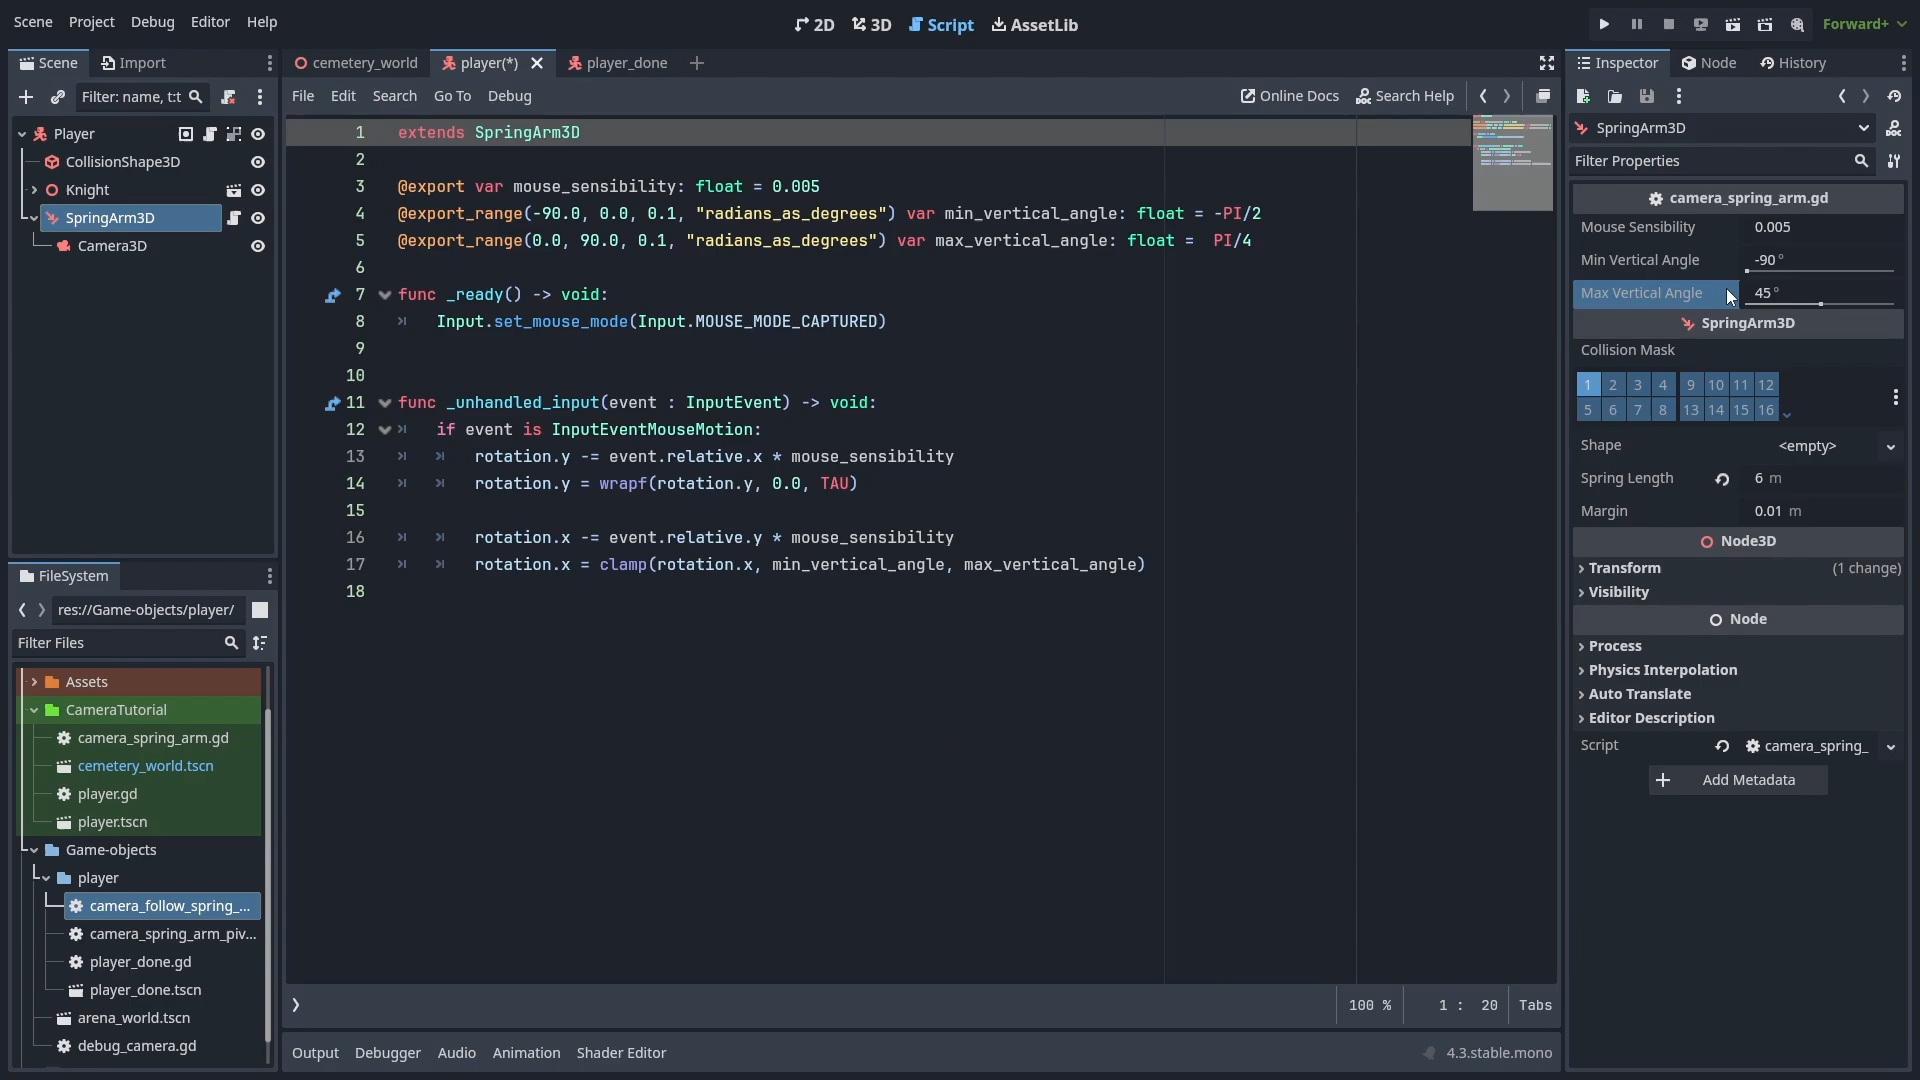 Scene Project Debug Editor Help
2D 3D Script AssetLib
Forward+
Scene Import
Filter: name, t:t
Player
CollisionShape3D
Knight
SpringArm3D
Camera3D
FileSystem
res://Game-objects/player/
Filter Files
Assets
CameraTutorial
camera_spring_arm.gd
cemetery_world.tscn
player.gd
player.tscn
Game-objects
player
camera_follow_spring_...
camera_spring_arm_piv...
player_done.gd
player_done.tscn
arena_world.tscn
debug_camera.gd
cemetery_world player(*) player_done
File Edit Search Go To Debug Online Docs Search Help
1 extends SpringArm3D
2
3 @export var mouse_sensibility: float = 0.005
4 @export_range(-90.0, 0.0, 0.1, "radians_as_degrees") var min_vertical_angle: float = -PI/2
5 @export_range(0.0, 90.0, 0.1, "radians_as_degrees") var max_vertical_angle: float =  PI/4
6
7 func _ready() -> void:
8 Input.set_mouse_mode(Input.MOUSE_MODE_CAPTURED)
9
10
11 func _unhandled_input(event : InputEvent) -> void:
12 if event is InputEventMouseMotion:
13 rotation.y -= event.relative.x * mouse_sensibility
14 rotation.y = wrapf(rotation.y, 0.0, TAU)
15
16 rotation.x -= event.relative.y * mouse_sensibility
17 rotation.x = clamp(rotation.x, min_vertical_angle, max_vertical_angle)
18
100 % 1 : 20 Tabs
Output Debugger Audio Animation Shader Editor 4.3.stable.mono
Inspector Node History
SpringArm3D
Filter Properties
camera_spring_arm.gd
Mouse Sensibility 0.005
Min Vertical Angle -90 °
Max Vertical Angle 45 °
SpringArm3D
Collision Mask
1 2 3 4 9 10 11 12
5 6 7 8 13 14 15 16
Shape <empty>
Spring Length 6 m
Margin 0.01 m
Node3D
Transform (1 change)
Visibility
Node
Process
Physics Interpolation
Auto Translate
Editor Description
Script camera_spring_
Add Metadata